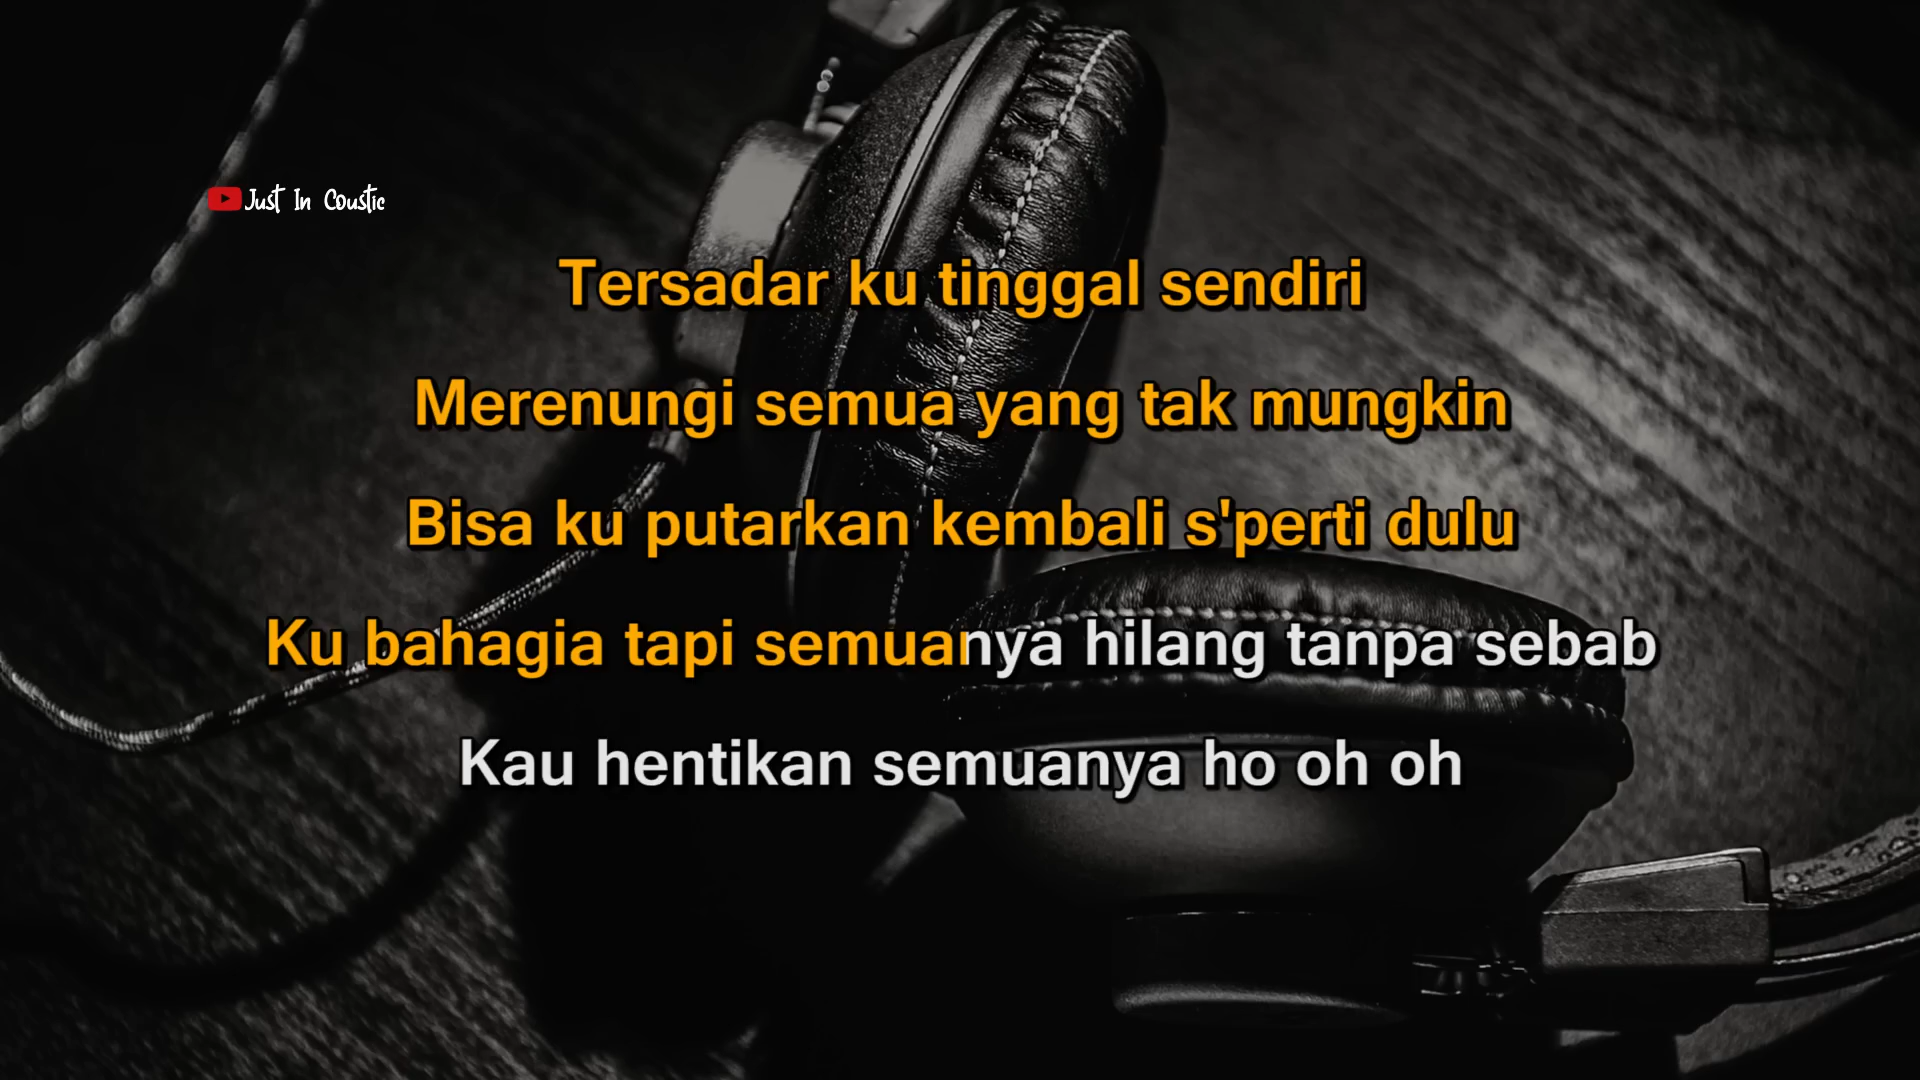 Just In Coustic
Tersadar ku tinggal sendiri
Merenungi semua yang tak mungkin
Bisa ku putarkan kembali s'perti dulu
Ku bahagia tapi semuanya hilang tanpa sebab
Kau hentikan semuanya ho oh oh